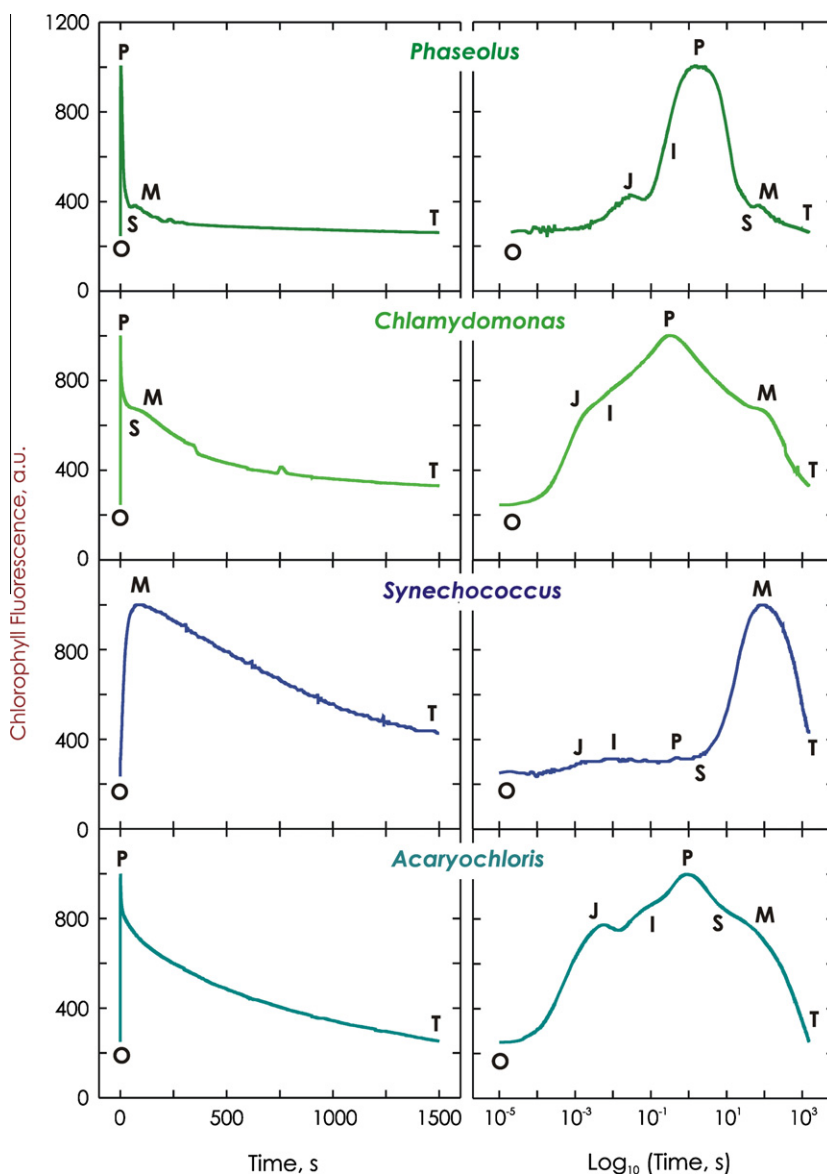 1200
800
400
0
Phaseolus
P
M
S
T
O
P
J
I
M
S
T
O
Chlamydomonas
800
400
0
P
M
S
T
O
P
J
I
M
T
O
Chlorophyll Fluorescence, a.u.
Synechococcus
800
400
0
M
T
O
M
J
I
P
S
T
O
Acaryochloris
800
400
0
P
T
O
P
J
I
S
M
T
O
0 500 1000 1500
10⁻⁵ 10⁻³ 10⁻¹ 10¹ 10³
Time, s
Log₁₀ (Time, s)